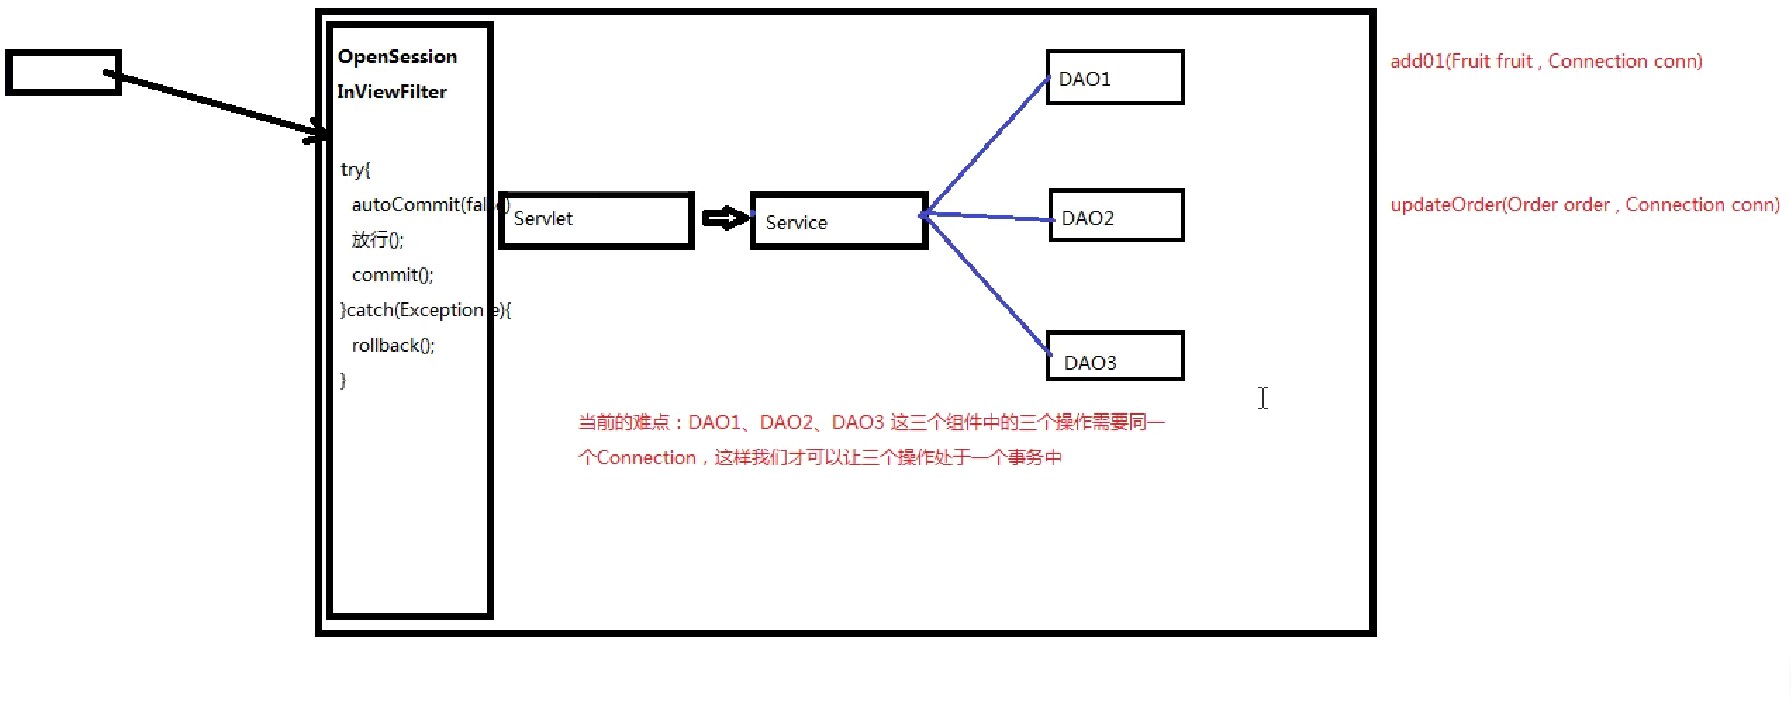 OpenSession
InViewFilter
try{
autoCommit(false)
放行();
commit();
}catch(Exception e){
rollback();
}
Servlet
Service
DAO1
DAO2
DAO3
add01(Fruit fruit , Connection conn)
updateOrder(Order order , Connection conn)
当前的难点：DAO1、DAO2、DAO3 这三个组件中的三个操作需要同一
个Connection，这样我们才可以让三个操作处于一个事务中